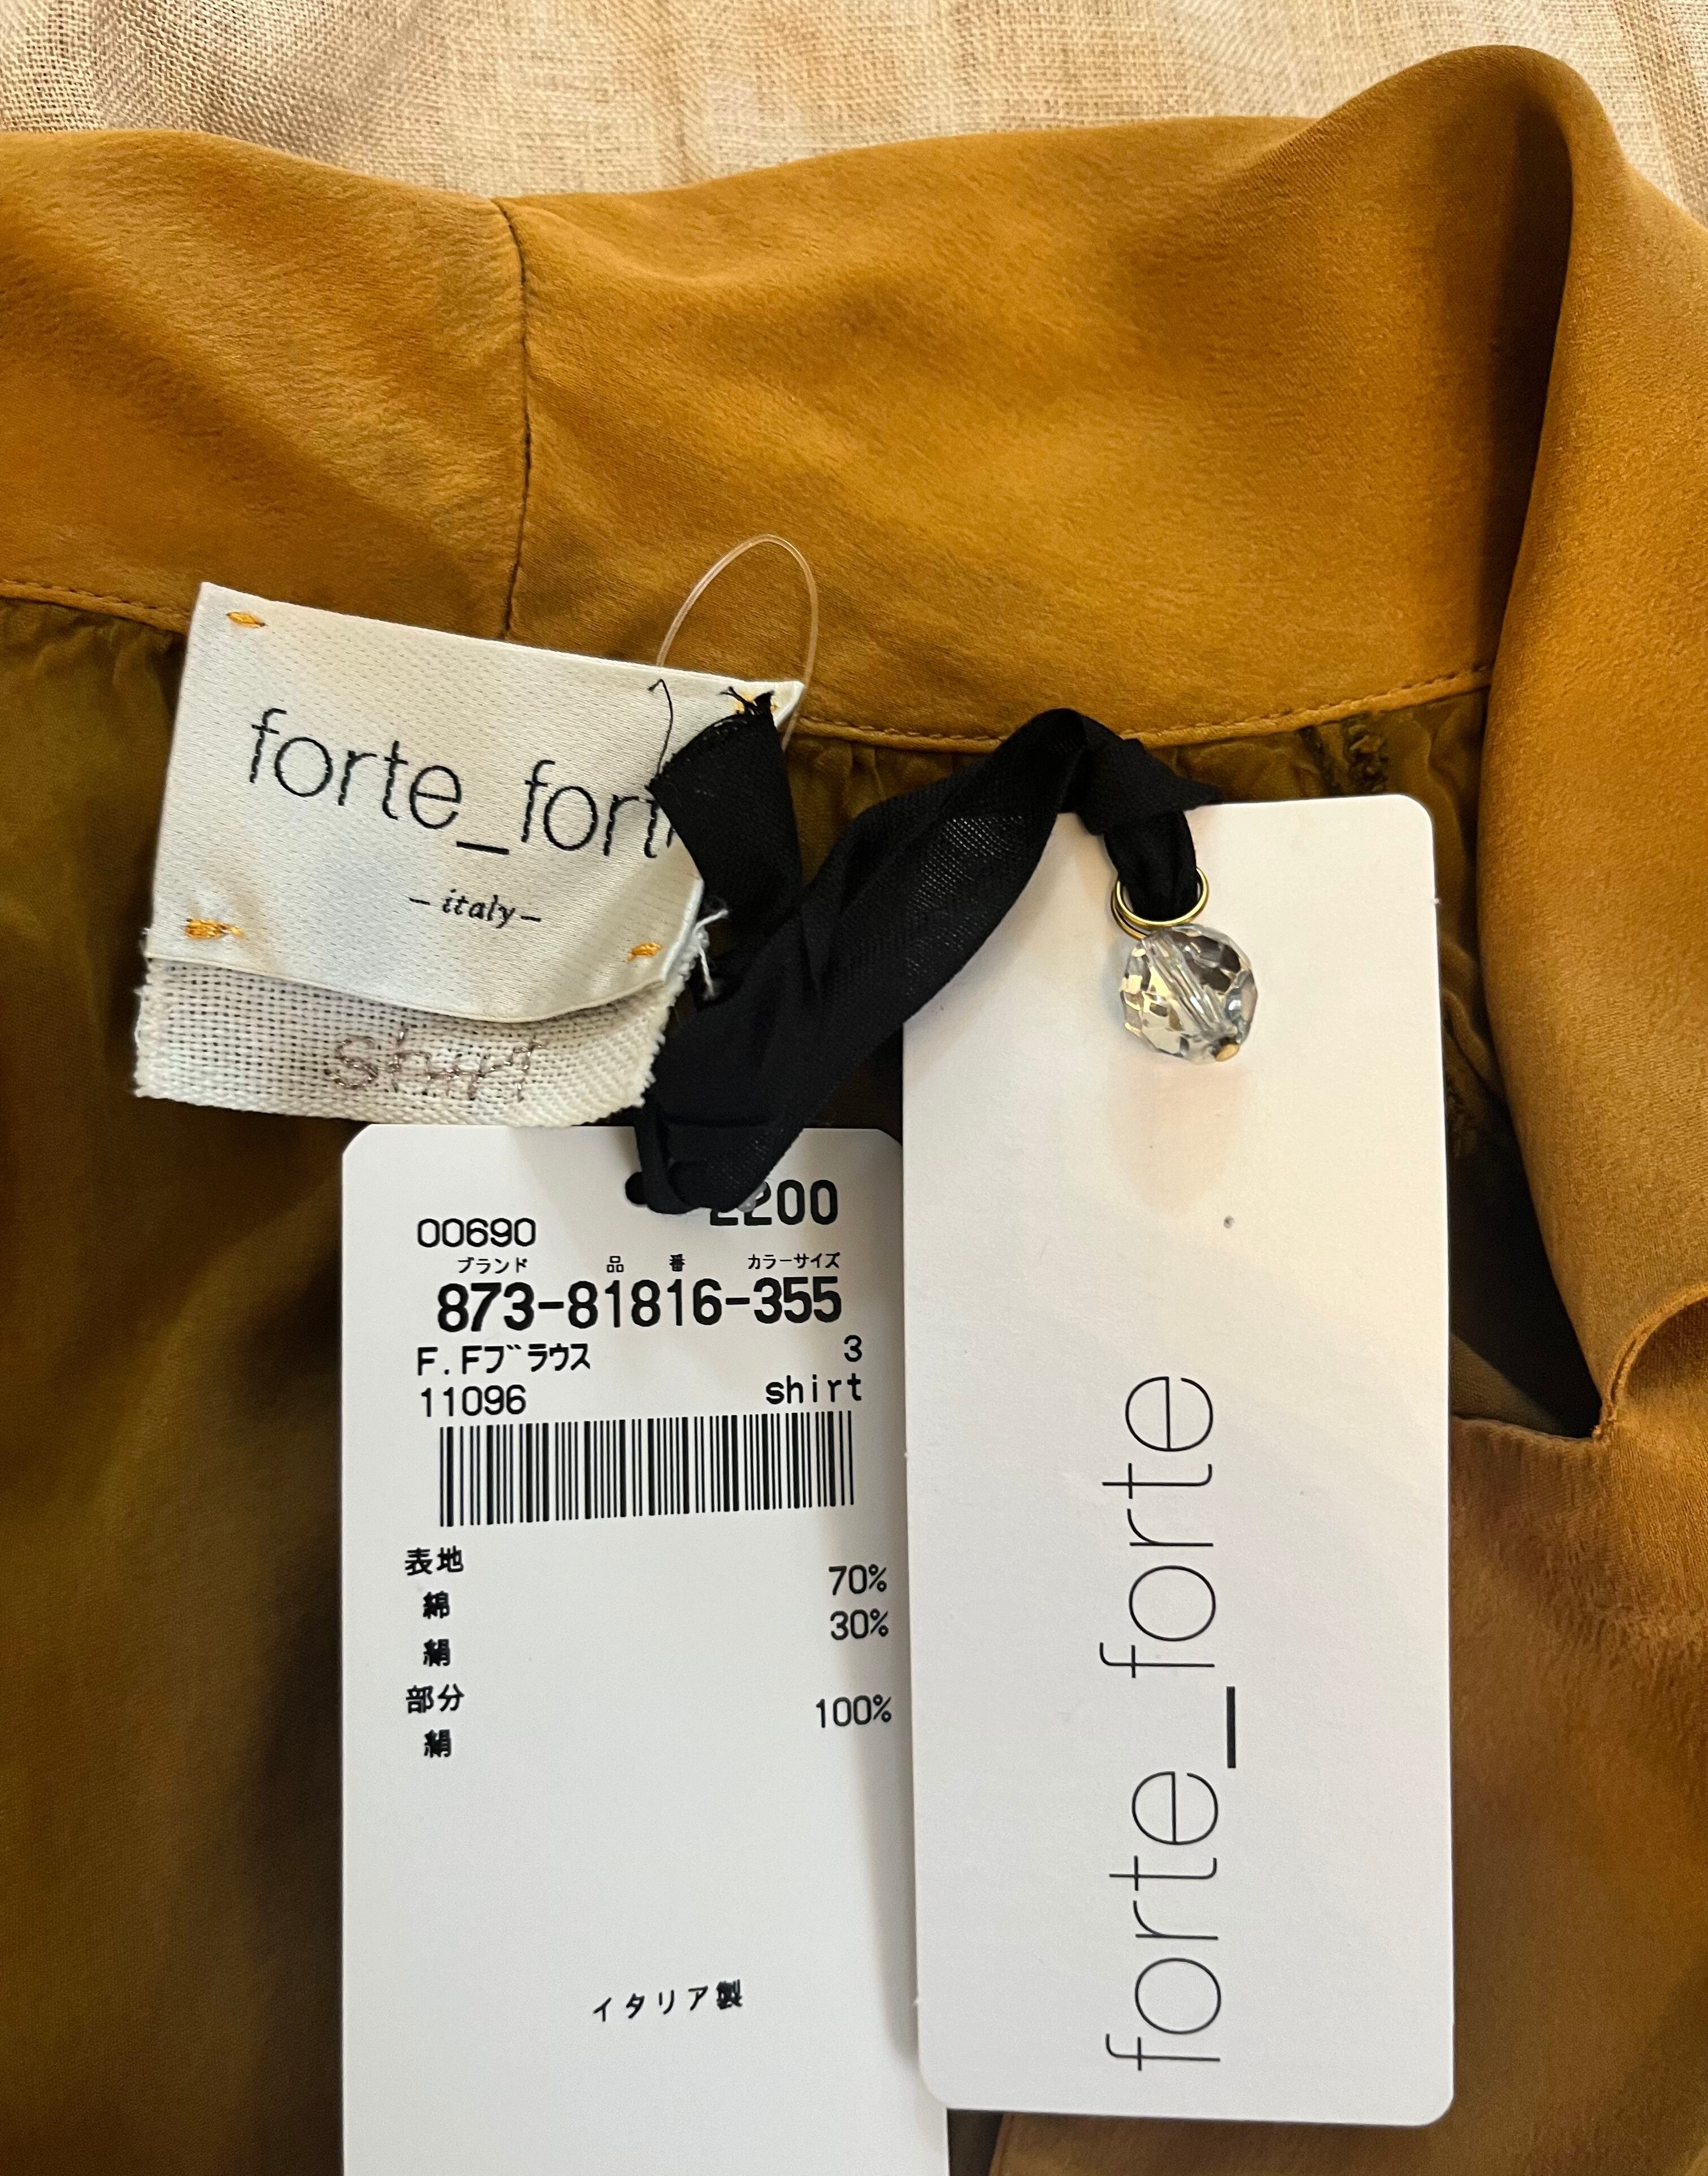 forte_forte
– italy –
shirt
2200
00690
ブランド 品 番 カラーサイズ
873-81816-355
F.Fブラウス 3
11096 shirt
表地
綿 70%
絹 30%
部分
絹 100%
イタリア製
forte_forte